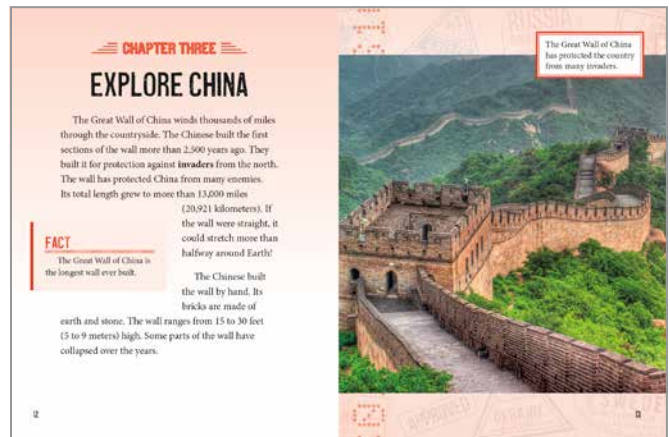 CHAPTER THREE
EXPLORE CHINA
The Great Wall of China winds thousands of miles
through the countryside. The Chinese built the first
sections of the wall more than 2,500 years ago. They
built it for protection against invaders from the north.
The wall has protected China from many enemies.
Its total length grew to more than 13,000 miles
(20,921 kilometers). If
the wall were straight, it
could stretch more than
halfway around Earth!
FACT
The Great Wall of China is
the longest wall ever built.
The Chinese built
the wall by hand. Its
bricks are made of
earth and stone. The wall ranges from 15 to 30 feet
(5 to 9 meters) high. Some parts of the wall have
collapsed over the years.
12
RUSSIA
The Great Wall of China
has protected the country
from many invaders.
APPROVED
UKRAINE
SWEDE
13